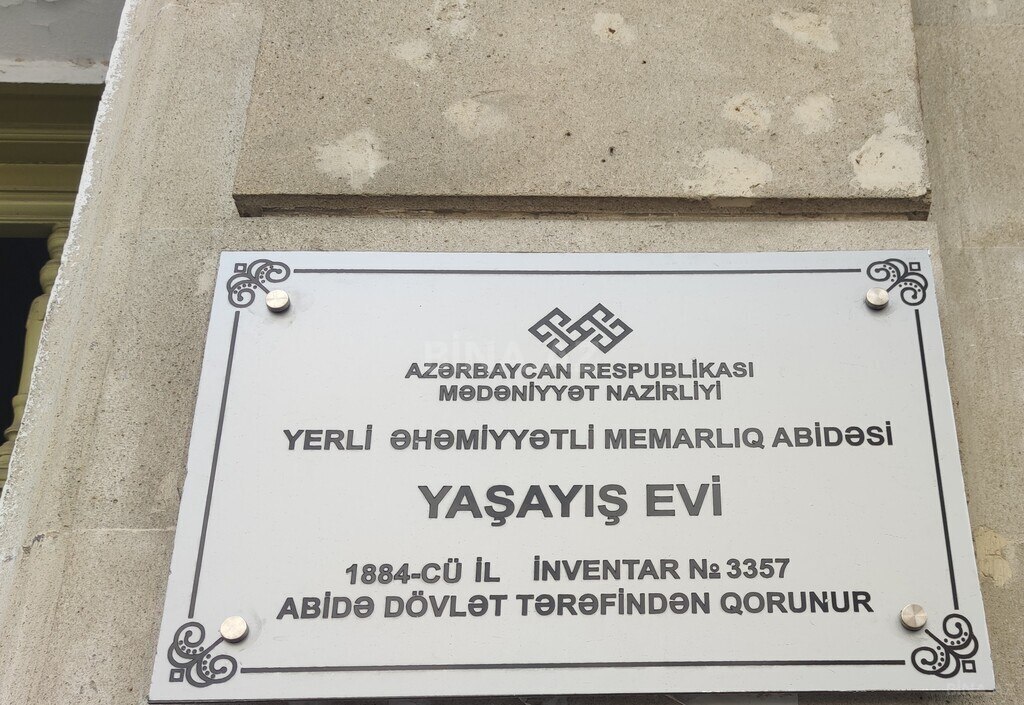 AZƏRBAYCAN RESPUBLİKASI
MƏDƏNİYYƏT NAZİRLİYİ
YERLİ ƏHƏMİYYƏTLİ MEMARLIQ ABİDƏSİ
YAŞAYIŞ EVİ
1884-CÜ İL İNVENTAR № 3357
ABİDƏ DÖVLƏT TƏRƏFİNDƏN QORUNUR